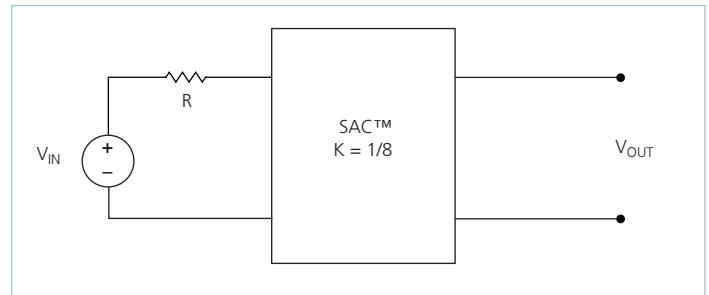 R
SAC™
K = 1/8
V_IN
+
–
V_OUT